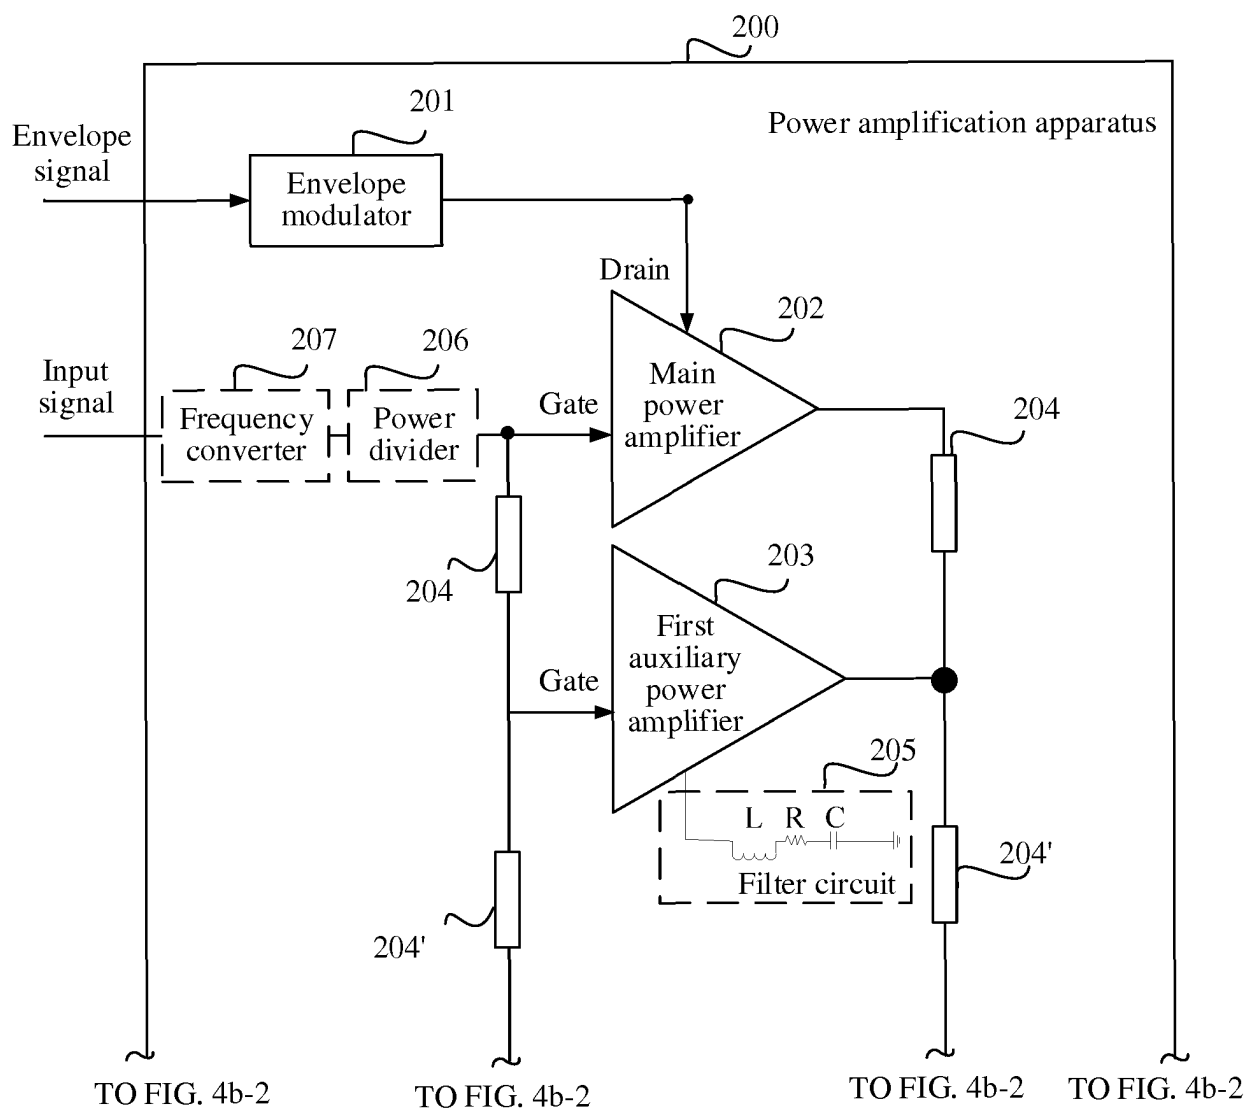 200
Power amplification apparatus
201
Envelope
signal
Envelope
modulator
Drain
202
207
206
Input
signal
Frequency
converter
Power
divider
Gate
Main
power
amplifier
204
204
203
First
auxiliary
power
amplifier
Gate
205
L R C
Filter circuit
204'
204'
TO FIG. 4b-2
TO FIG. 4b-2
TO FIG. 4b-2
TO FIG. 4b-2